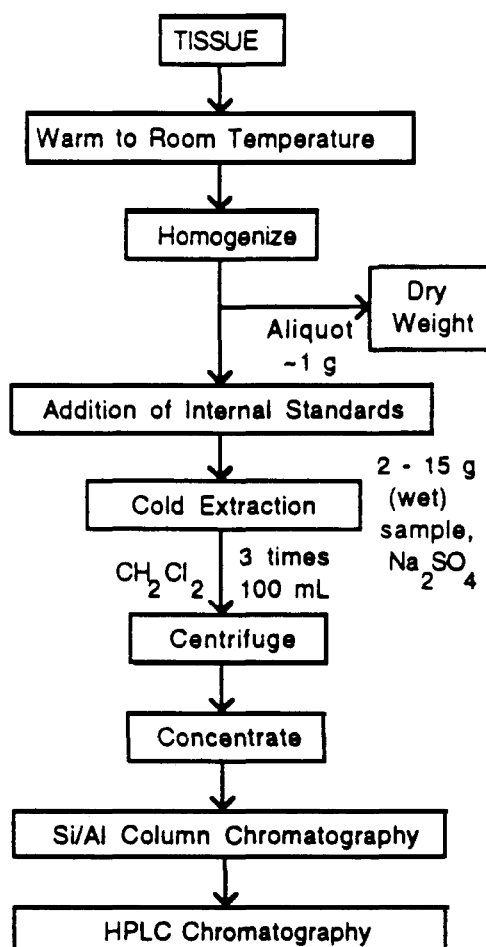 TISSUE
Warm to Room Temperature
Homogenize
Aliquot
~1 g
Dry
Weight
Addition of Internal Standards
Cold Extraction
2 - 15 g
(wet)
sample,
Na2SO4
CH2Cl2
3 times
100 mL
Centrifuge
Concentrate
Si/Al Column Chromatography
HPLC Chromatography